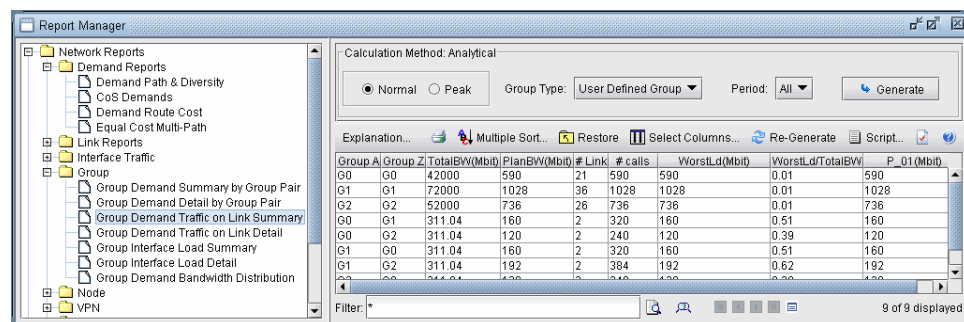 Report Manager
Network Reports
Demand Reports
Demand Path & Diversity
CoS Demands
Demand Route Cost
Equal Cost Multi-Path
Link Reports
Interface Traffic
Group
Group Demand Summary by Group Pair
Group Demand Detail by Group Pair
Group Demand Traffic on Link Summary
Group Demand Traffic on Link Detail
Group Interface Load Summary
Group Interface Load Detail
Group Demand Bandwidth Distribution
Node
VPN
Calculation Method: Analytical
Normal Peak Group Type: User Defined Group Period: All Generate
Explanation... Multiple Sort... Restore Select Columns... Re-Generate Script...
Group A Group Z TotalBW(Mbit) PlanBW(Mbit) # Link # calls WorstLd(Mbit) WorstLd/TotalBW P_01(Mbit)
G0 G0 42000 590 21 590 590 0.01 590
G1 G1 72000 1028 36 1028 1028 0.01 1028
G2 G2 52000 736 26 736 736 0.01 736
G0 G1 311.04 160 2 320 160 0.51 160
G0 G2 311.04 120 2 240 120 0.39 120
G1 G0 311.04 160 2 320 160 0.51 160
G1 G2 311.04 192 2 384 192 0.62 192
Filter: * 9 of 9 displayed